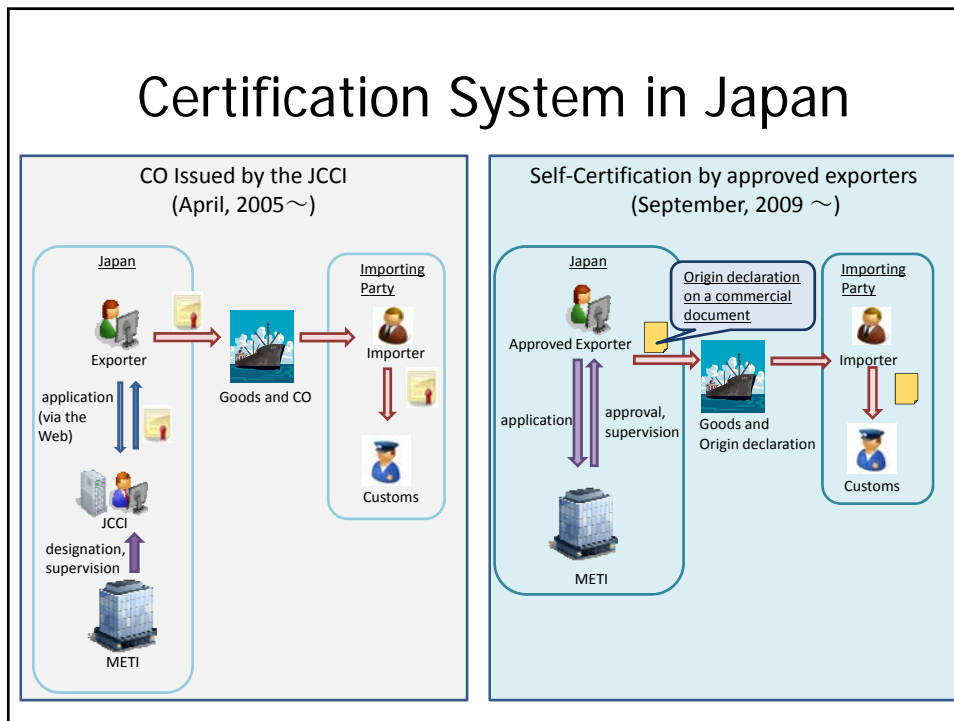 Certification System in Japan
CO Issued by the JCCI
(April, 2005～)
Japan
Exporter
application
(via the
Web)
JCCI
designation,
supervision
METI
Goods and CO
Importing
Party
Importer
Customs
Self-Certification by approved exporters
(September, 2009 ～)
Japan
Approved Exporter
application
approval,
supervision
METI
Origin declaration
on a commercial
document
Goods and
Origin declaration
Importing
Party
Importer
Customs